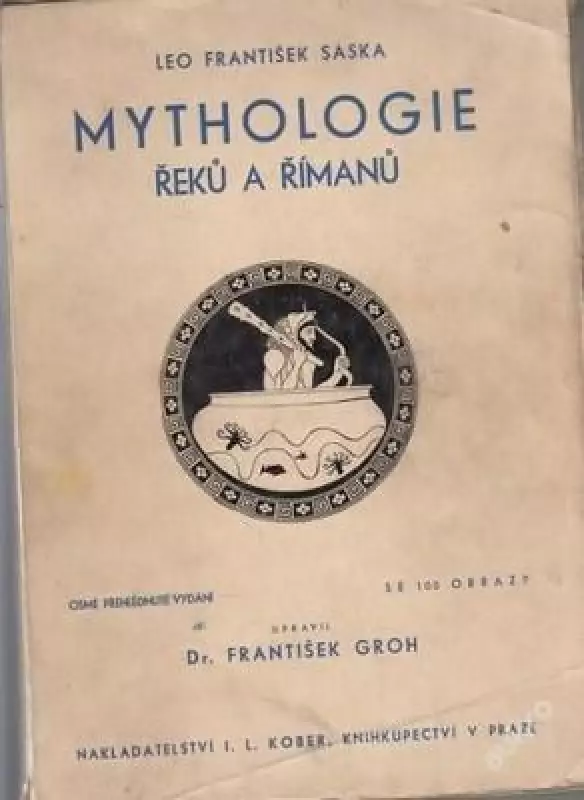 LEO FRANTIŠEK SASKA
MYTHOLOGIE
ŘEKŮ A ŘÍMANŮ
OSMÉ PŘEHLÉDNUTÉ VYDÁNÍ
SE 100 OBRAZY
UPRAVIL
Dr. FRANTIŠEK GROH
NAKLADATELSTVÍ I. L. KOBER, KNIHKUPECTVÍ V PRAZE